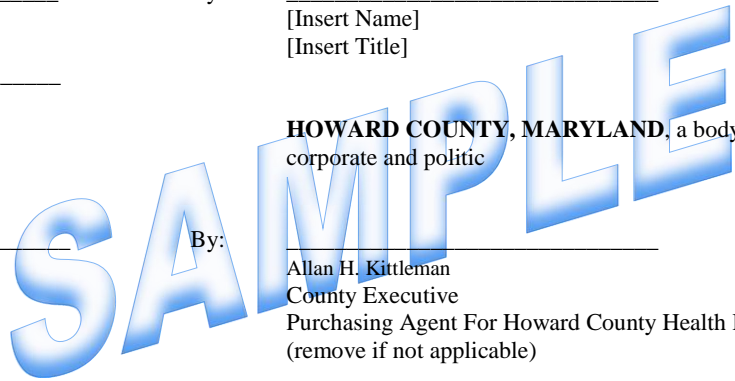 [Insert Name]
[Insert Title]
HOWARD COUNTY, MARYLAND, a body
corporate and politic
By:
Allan H. Kittleman
County Executive
Purchasing Agent For Howard County Health
(remove if not applicable)
SAMPLE